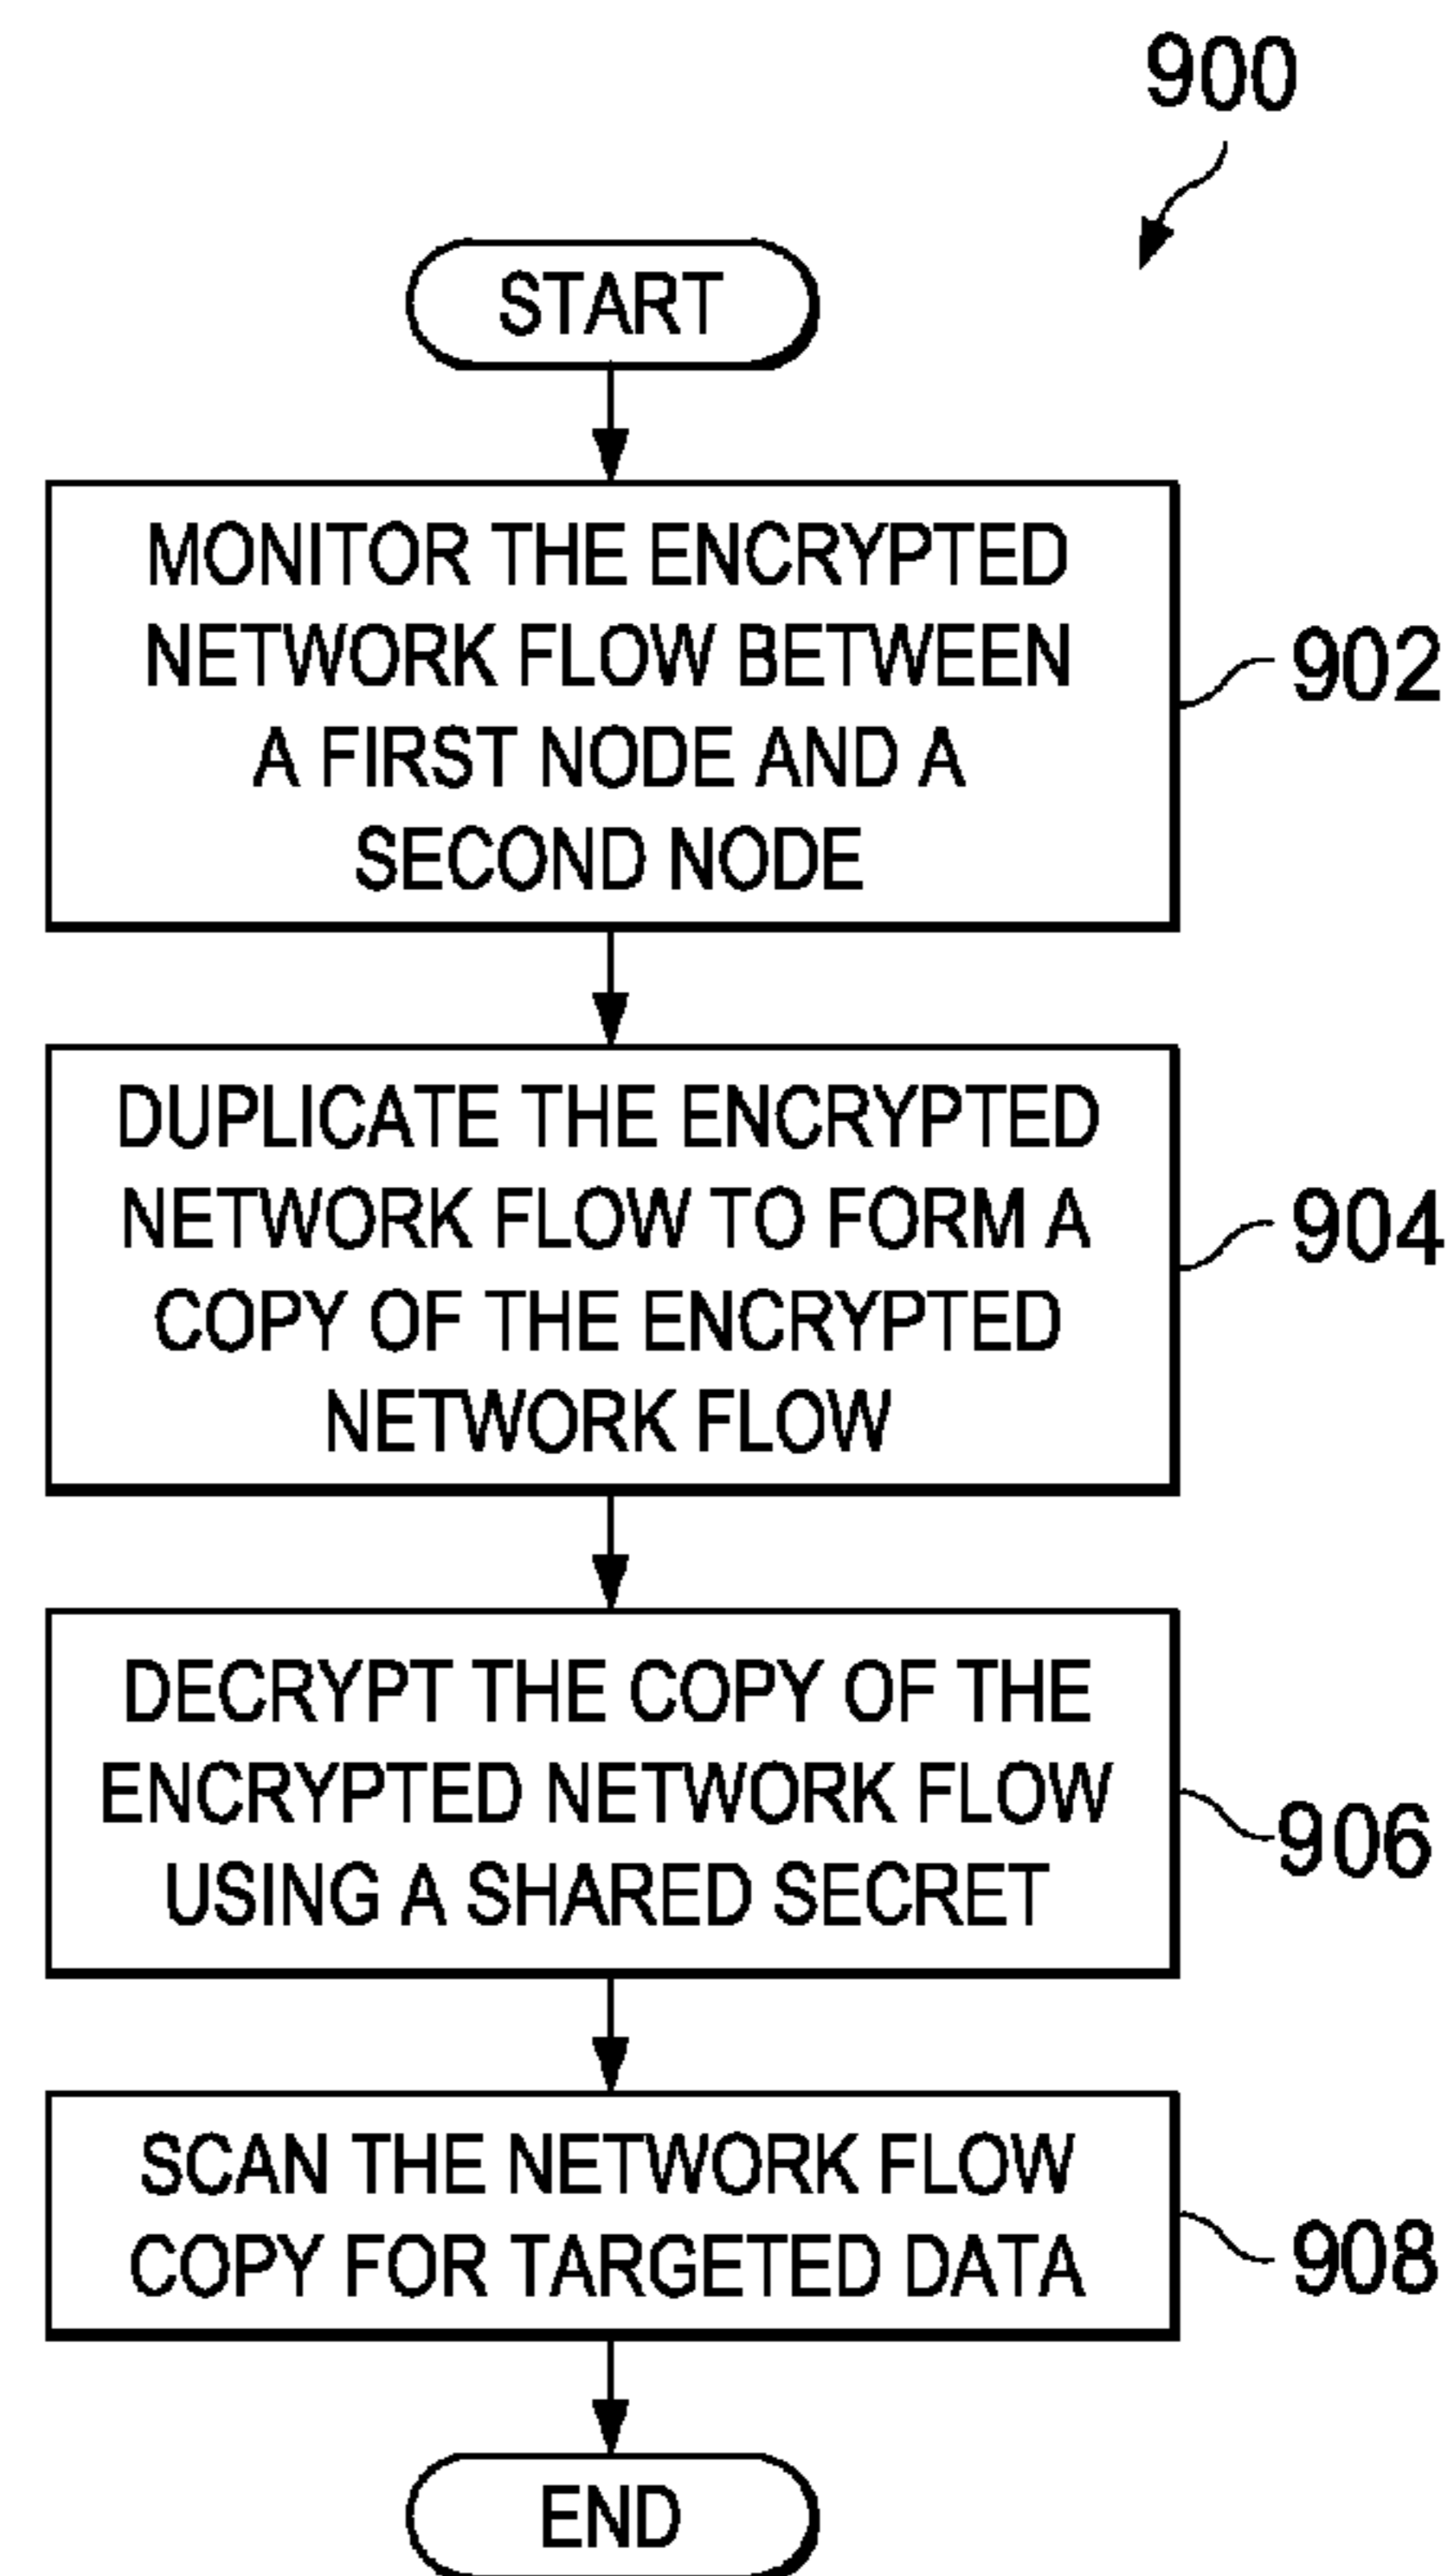 900
START
MONITOR THE ENCRYPTED
NETWORK FLOW BETWEEN
A FIRST NODE AND A
SECOND NODE
902
DUPLICATE THE ENCRYPTED
NETWORK FLOW TO FORM A
COPY OF THE ENCRYPTED
NETWORK FLOW
904
DECRYPT THE COPY OF THE
ENCRYPTED NETWORK FLOW
USING A SHARED SECRET
906
SCAN THE NETWORK FLOW
COPY FOR TARGETED DATA
908
END